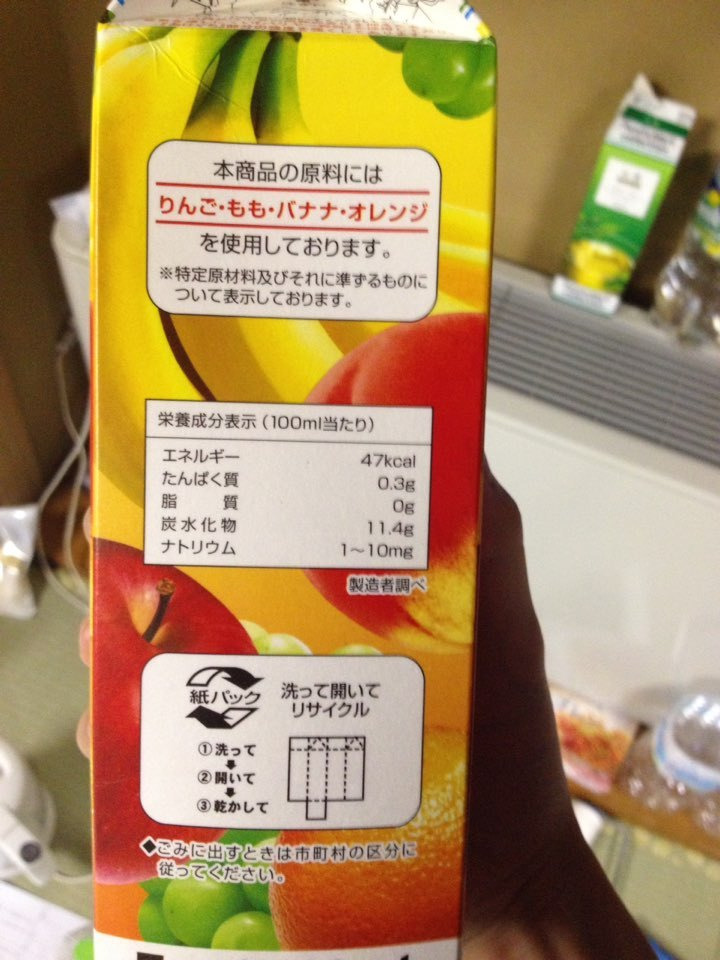 本商品の原料には
りんご・もも・バナナ・オレンジ
を使用しております。
※特定原材料及びそれに準ずるものに
ついて表示しております。
栄養成分表示(100ml当たり)
エネルギー 47kcal
たんぱく質 0.3g
脂質 0g
炭水化物 11.4g
ナトリウム 1~10mg
製造者調べ
紙パック
洗って開いて
リサイクル
①洗って
②開いて
③乾かして
◆ごみに出すときは市町村の区分に
従ってください。